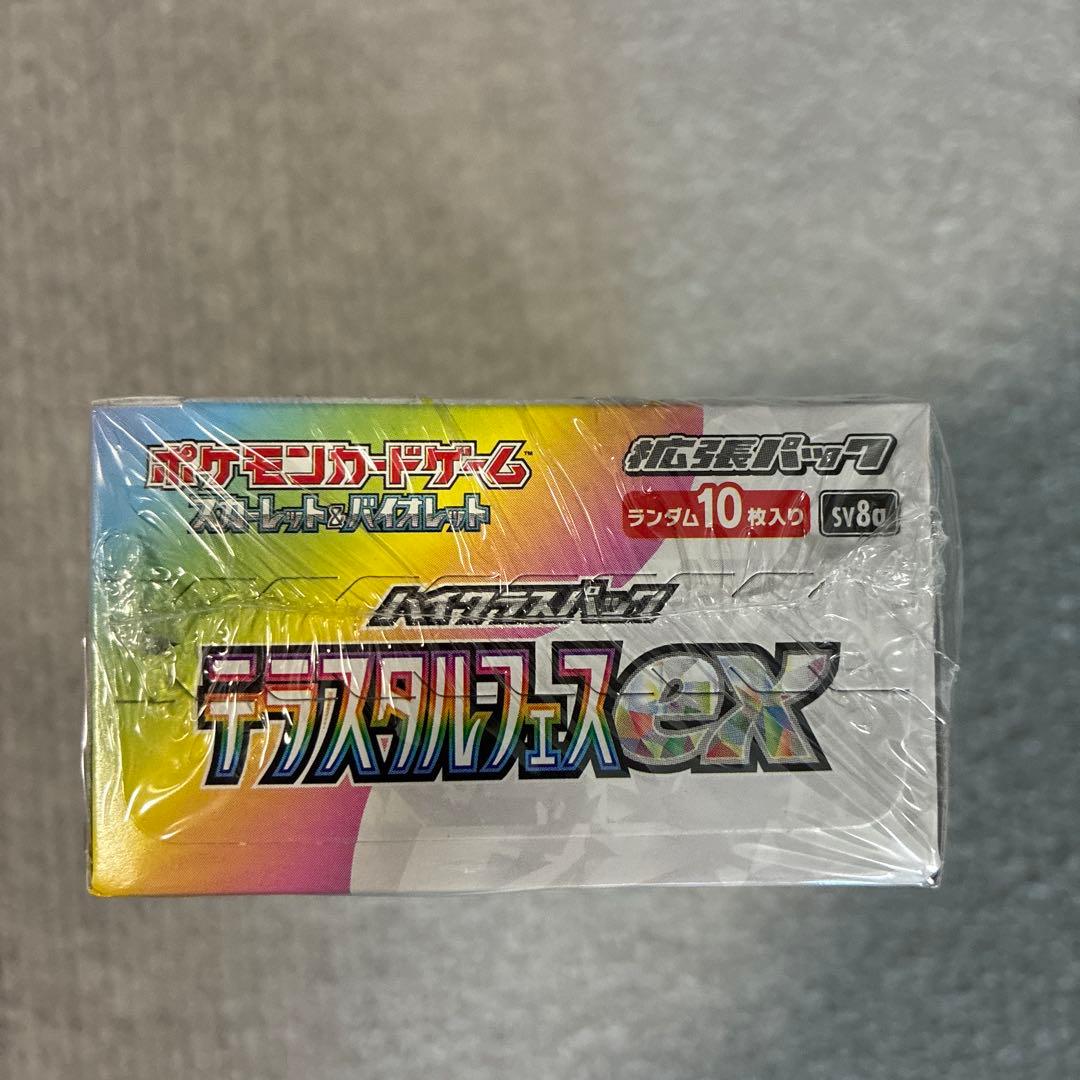 ポケモンカードゲーム™
スカーレット&バイオレット
拡張パック
ランダム10枚入り SV8a
ハイクラスパック
テラスタルフェスex